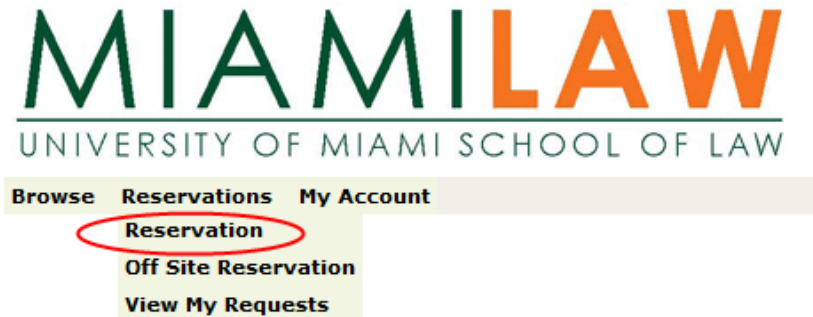 MIAMILAW
UNIVERSITY OF MIAMI SCHOOL OF LAW
Browse Reservations My Account
Reservation
Off Site Reservation
View My Requests